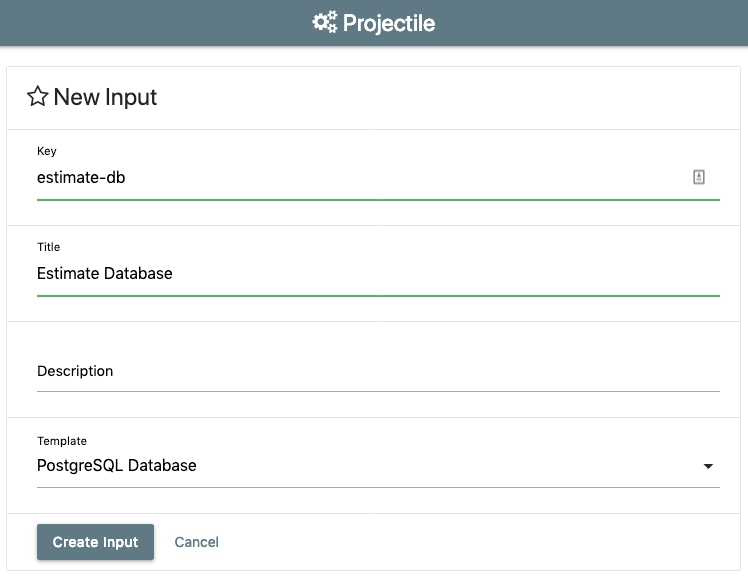 Projectile
New Input
Key
estimate-db
Title
Estimate Database
Description
Template
PostgreSQL Database
Create Input Cancel